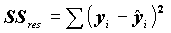 SS_res = ∑(y_i − ŷ_i)²